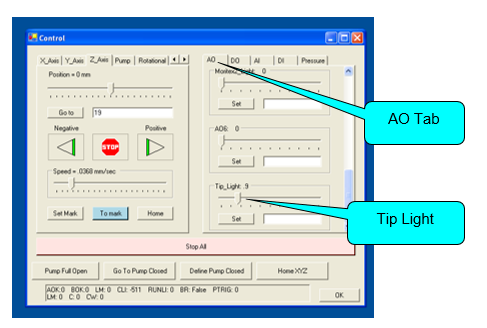 Control
X_Axis Y_Axis Z_Axis Pump Rotational
AO DO AI DI Pressure
Position = 0 mm
Go to 19
Negative Positive
STOP
Speed = .0368 mm/sec
Set Mark To mark Home
0
Set
AO6: 0
Set
Tip_Light: .9
Set
Stop All
Pump Full Open Go To Pump Closed Define Pump Closed Home XYZ
AOK:0 BOK:0 LM: 0 CLI: -511 RUNLI: 0 BR: False PTRIG: 0
LM: 0 C: 0 CW: 0
OK
AO Tab
Tip Light